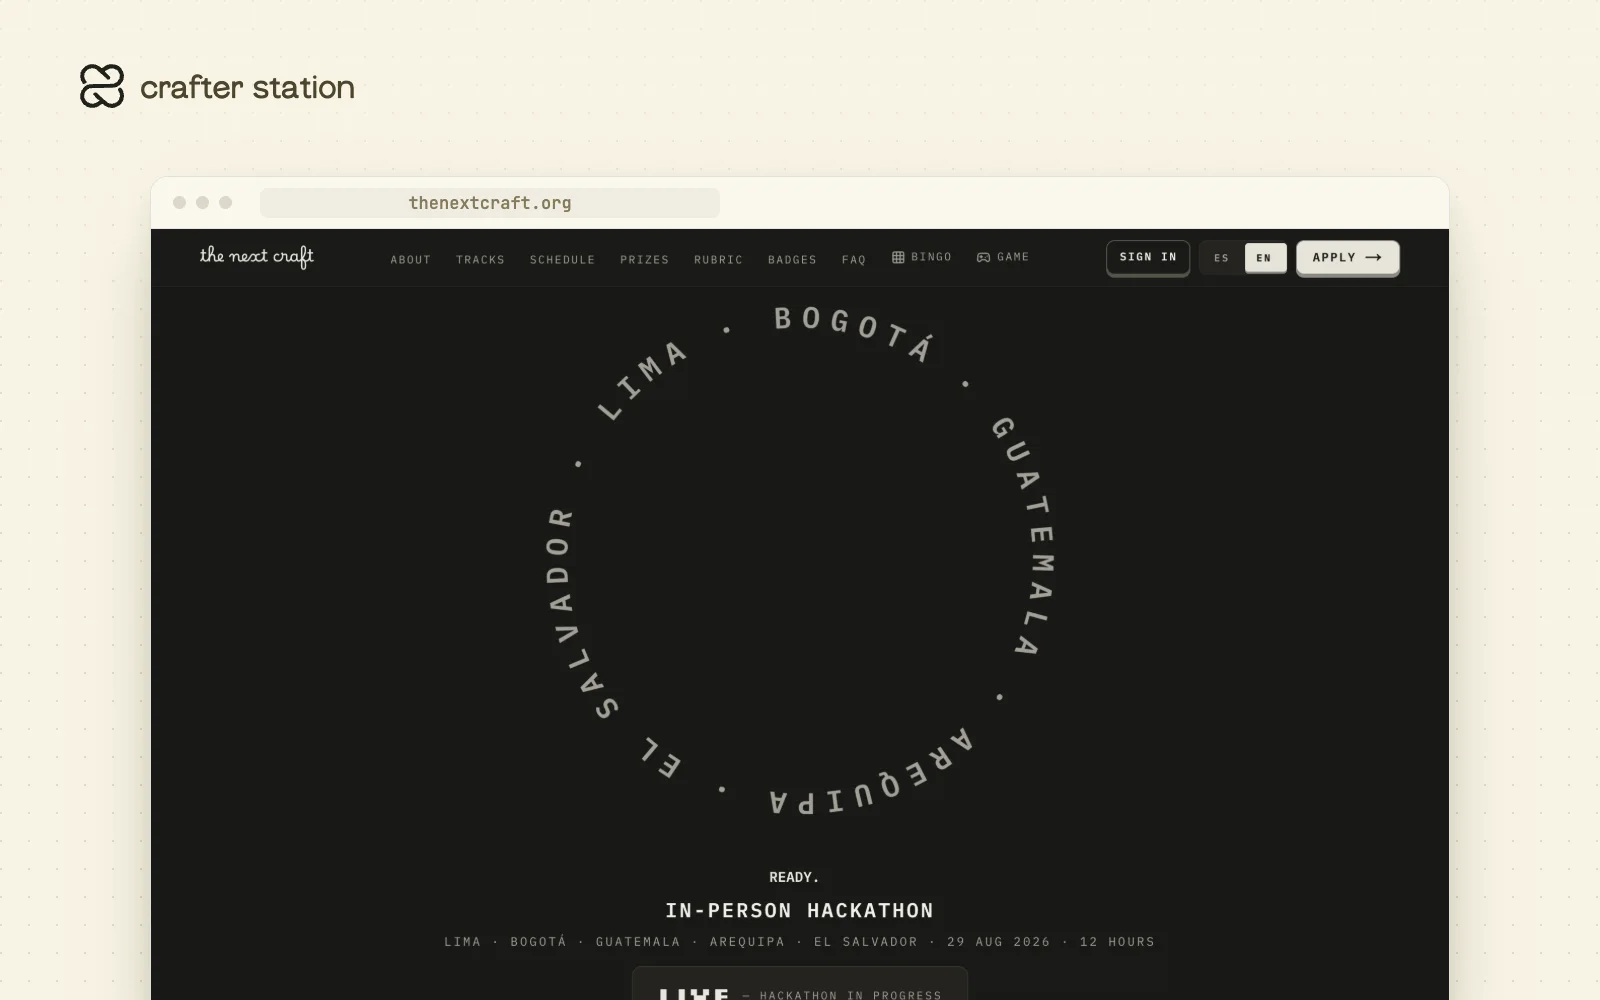 crafter station
thenextcraft.org
the next craft
ABOUT TRACKS SCHEDULE PRIZES RUBRIC BADGES FAQ BINGO GAME
SIGN IN ES EN APPLY →
LIMA · BOGOTÁ · GUATEMALA · AREQUIPA · EL SALVADOR ·
READY.
IN-PERSON HACKATHON
LIMA · BOGOTÁ · GUATEMALA · AREQUIPA · EL SALVADOR · 29 AUG 2026 · 12 HOURS
LIVE — HACKATHON IN PROGRESS